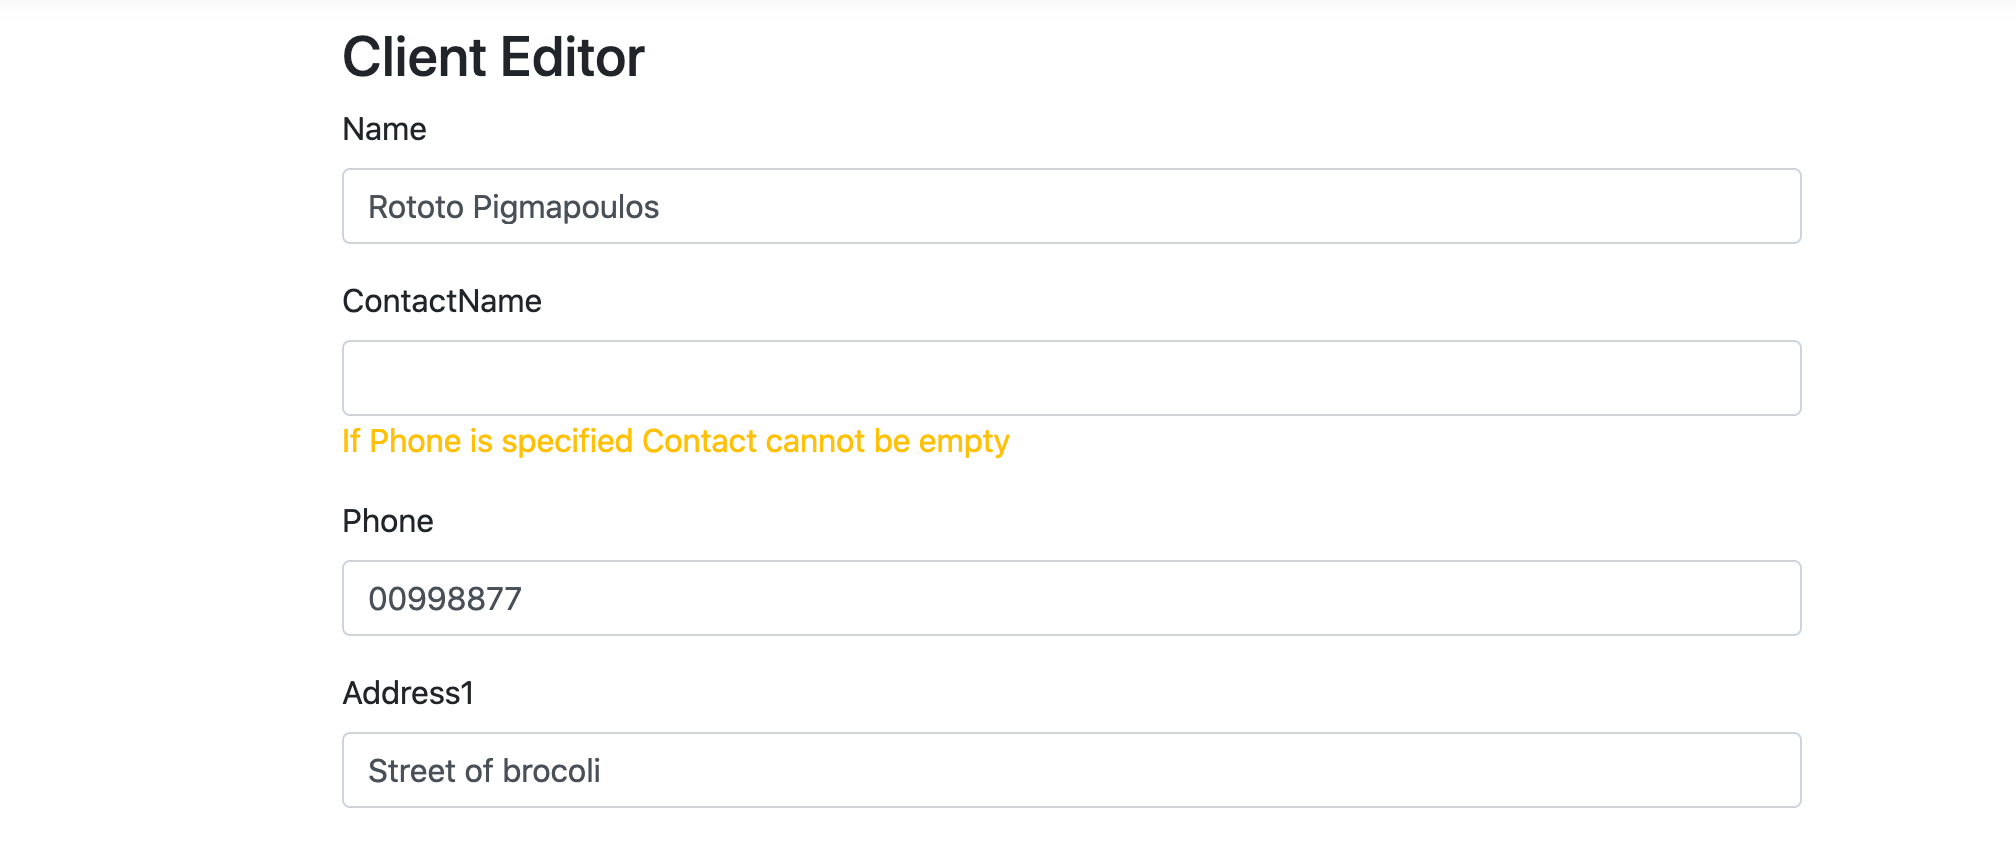 Client Editor
Name
Rototo Pigmapoulos
ContactName
If Phone is specified Contact cannot be empty
Phone
00998877
Address1
Street of brocoli